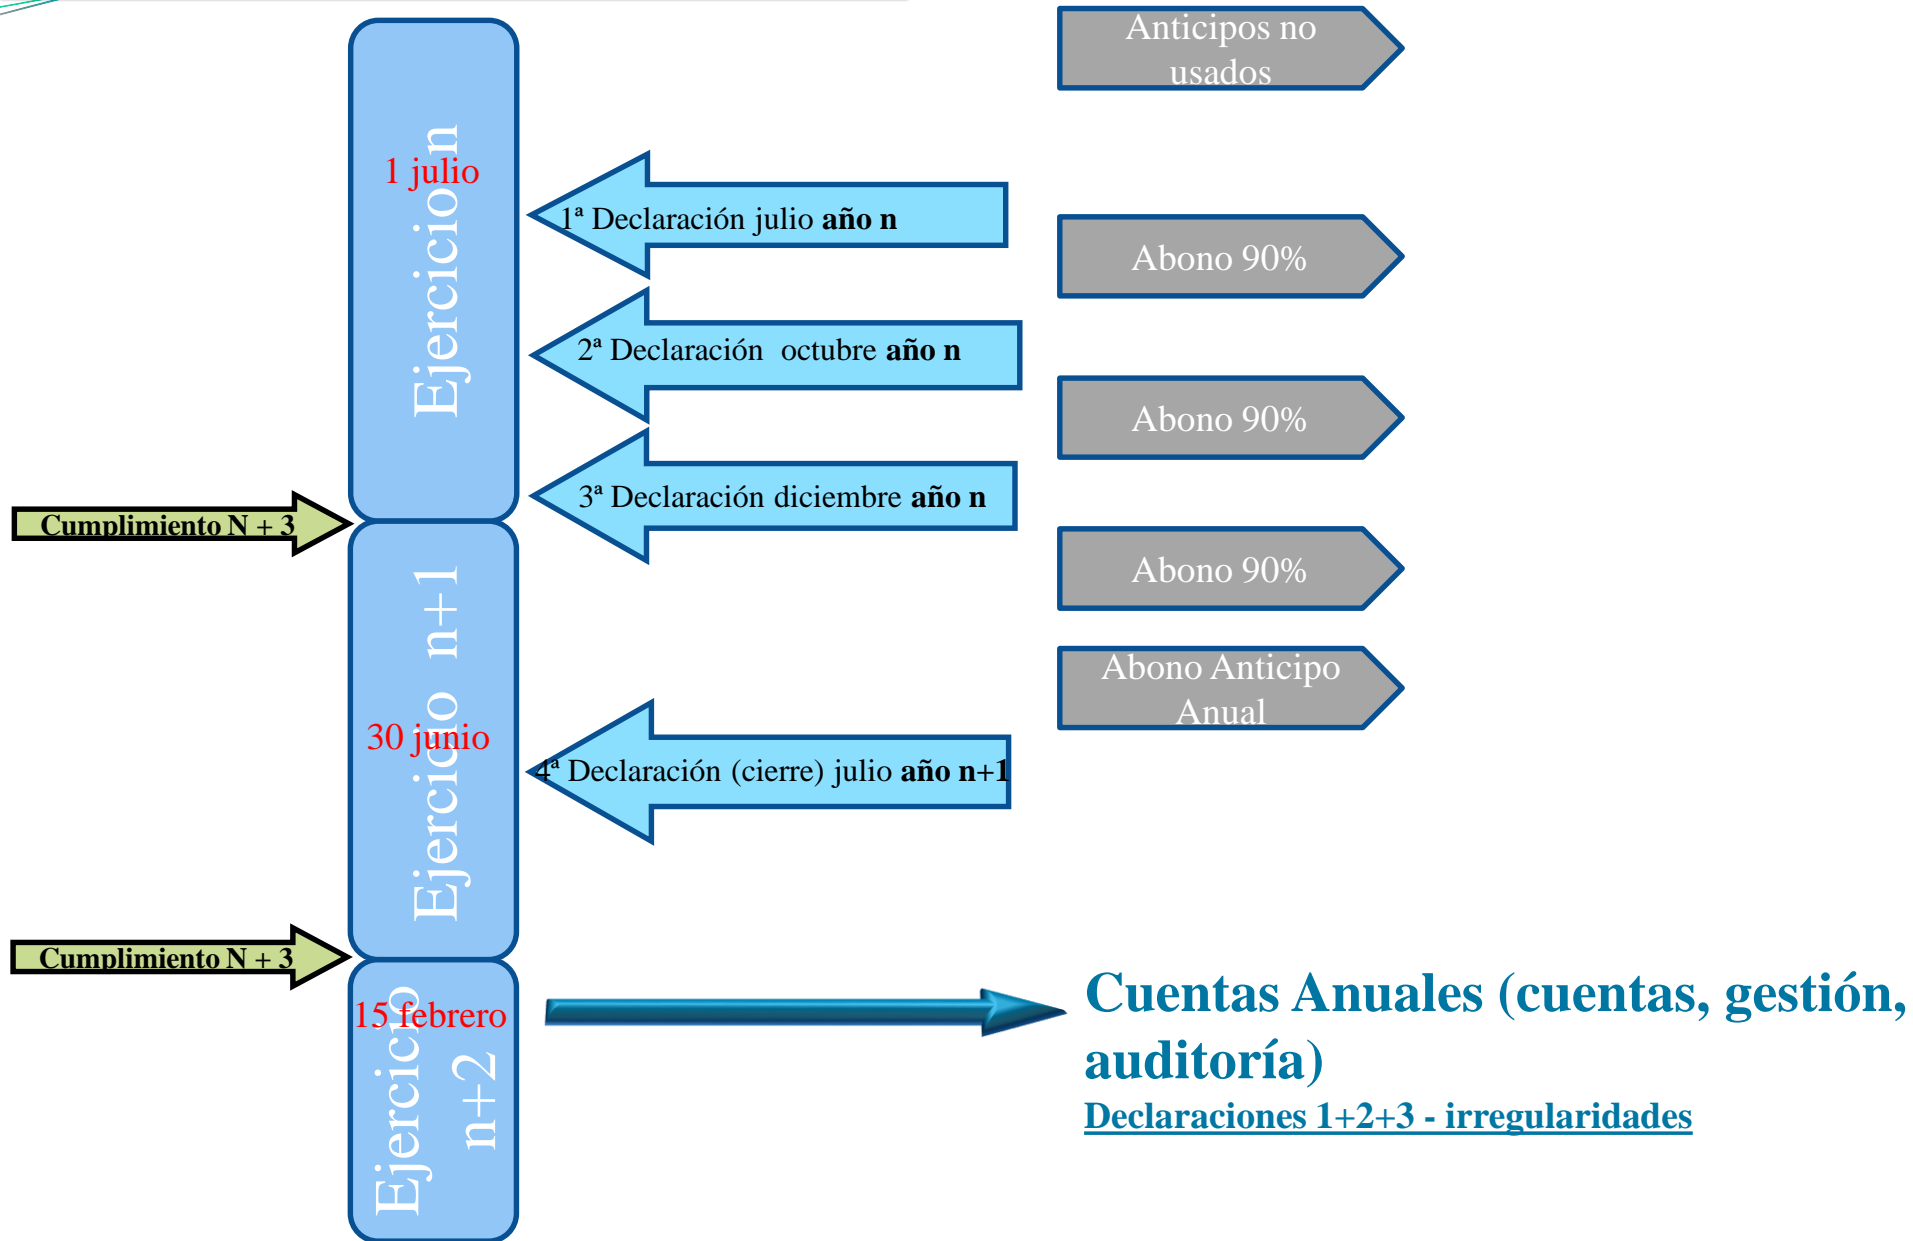 Anticipos no
usados
Ejercicio n
1 julio
1ª Declaración julio año n
Abono 90%
2ª Declaración octubre año n
Abono 90%
3ª Declaración diciembre año n
Cumplimiento N + 3
Abono 90%
Ejercicio n+1
Abono Anticipo
Anual
30 junio
4ª Declaración (cierre) julio año n+1
Cumplimiento N + 3
Ejercicio
n+2
15 febrero
Cuentas Anuales (cuentas, gestión,
auditoría)
Declaraciones 1+2+3 - irregularidades